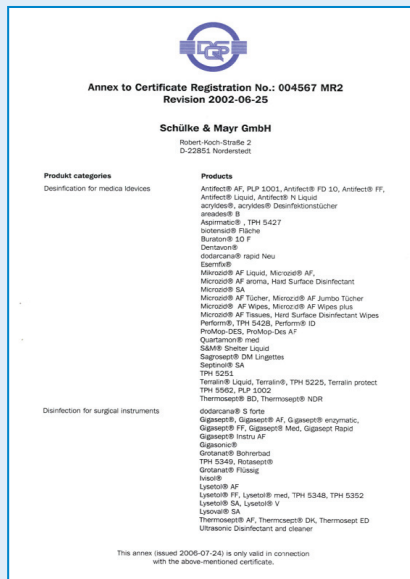 DQS
Annex to Certificate Registration No.: 004567 MR2
Revision 2002-06-25
Schülke & Mayr GmbH
Robert-Koch-Straße 2
D-22851 Norderstedt
Produkt categories
Products
Desinfication for medica ldevices
Antifect® AF, PLP 1001, Antifect® FD 10, Antifect® FF,
Antifect® Liquid, Antifect® N Liquid
acryldes®, acryldes® Desinfektionstücher
areades® B
Aspirmatic® , TPH 5427
biotensid® Fläche
Buraton® 10 F
Dentavon®
dodarcana® rapid Neu
Esemfix®
Mikrozid® AF Liquid, Microzid® AF,
Microzid® AF aroma, Hard Surface Disinfectant
Microzid® SA
Microzid® AF Tücher, Microzid® AF Jumbo Tücher
Microzid® AF Wipes, Microzid® AF Wipes plus
Microzid® AF Tissues, Hard Surface Disinfectant Wipes
Perform®, TPH 5428, Perform® ID
ProMop-DES, ProMop-Des AF
Quartamon® med
S&M® Shelter Liquid
Sagrosept® DM Lingettes
Septinol® SA
TPH 5251
Terralin® Liquid, Terralin®, TPH 5225, Terralin protect
TPH 5562, PLP 1002
Thermosept® BD, Thermosept® NDR
Disinfection for surgical instruments
dodarcana® S forte
Gigasept®, Gigasept® AF, Gigasept® enzymatic,
Gigasept® FF, Gigasept® Med, Gigasept Rapid
Gigasept® Instru AF
Gigasonic®
Grotanat® Bohrerbad
TPH 5349, Rotasept®
Grotanat® Flüssig
Ivisol®
Lysetol® AF
Lysetol® FF, Lysetol® med, TPH 5348, TPH 5352
Lysetol® SA, Lysetol® V
Lysoval® SA
Thermosept® AF, Thermcsept® DK, Thermosept ED
Ultrasonic Disinfectant and cleaner
This annex (issued 2006-07-24) is only valid in connection
with the above-mentioned certificate.